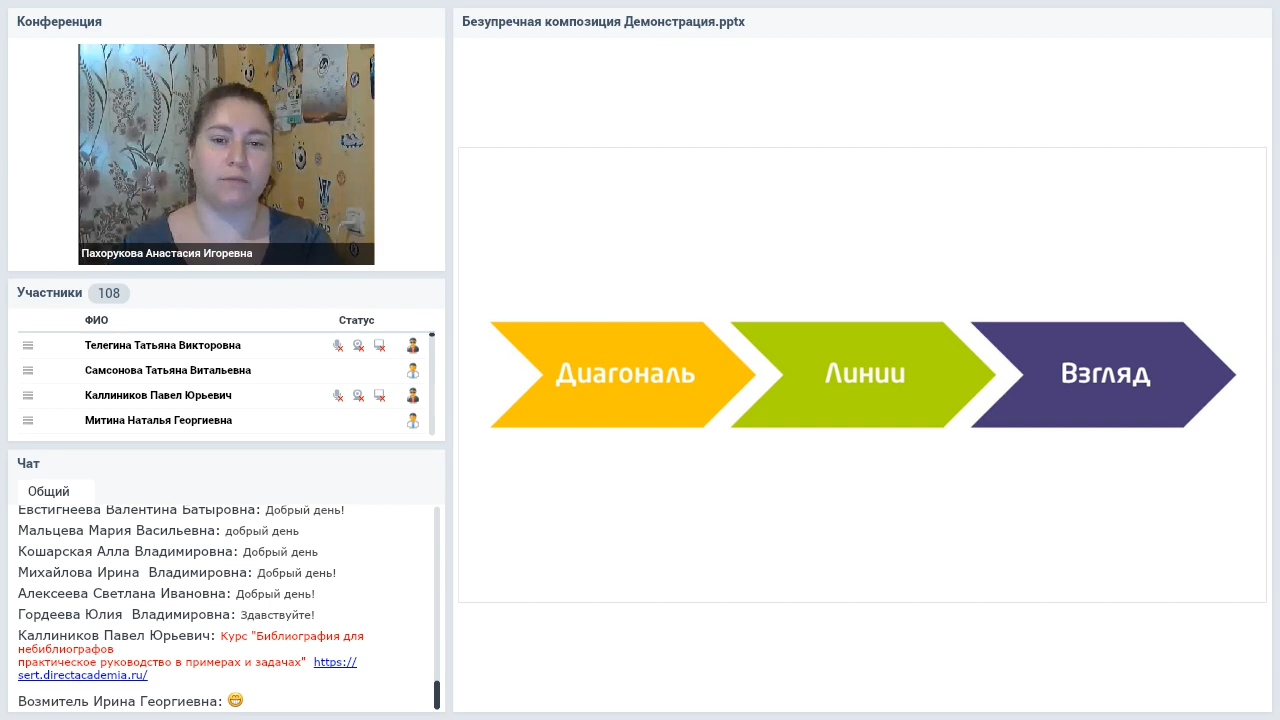 Конференция
Пахорукова Анастасия Игоревна
Участники 108
ФИО Статус
Телегина Татьяна Викторовна
Самсонова Татьяна Витальевна
Каллиников Павел Юрьевич
Митина Наталья Георгиевна
Чат
Общий
Евстигнеева Валентина Батыровна: Добрый день!
Мальцева Мария Васильевна: добрый день
Кошарская Алла Владимировна: Добрый день
Михайлова Ирина Владимировна: Добрый день!
Алексеева Светлана Ивановна: Добрый день!
Гордеева Юлия Владимировна: Здавствуйте!
Каллиников Павел Юрьевич: Курс "Библиография для
небиблиографов
практическое руководство в примерах и задачах" https://
sert.directacademia.ru/
Возмитель Ирина Георгиевна:
Безупречная композиция Демонстрация.pptx
Диагональ
Линии
Взгляд